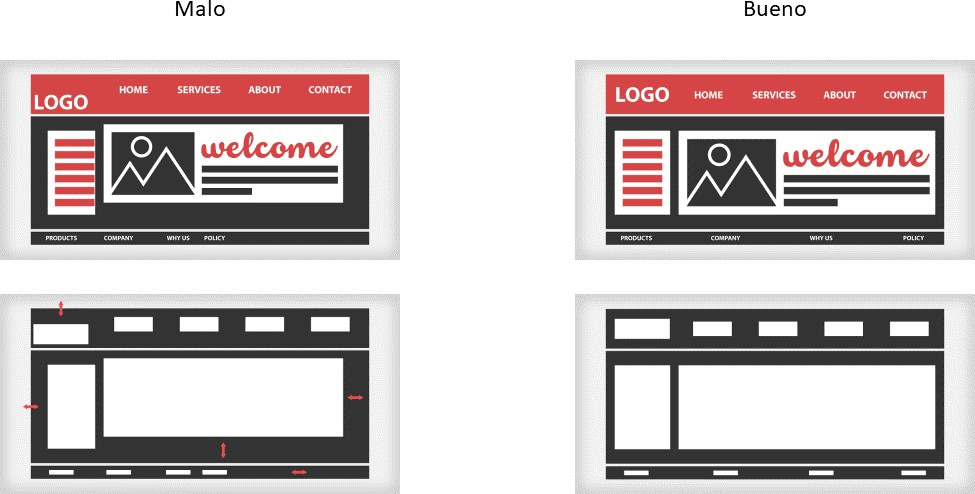 Malo Bueno
LOGO HOME SERVICES ABOUT CONTACT
welcome
PRODUCTS COMPANY WHY US POLICY
LOGO HOME SERVICES ABOUT CONTACT
welcome
PRODUCTS COMPANY WHY US POLICY